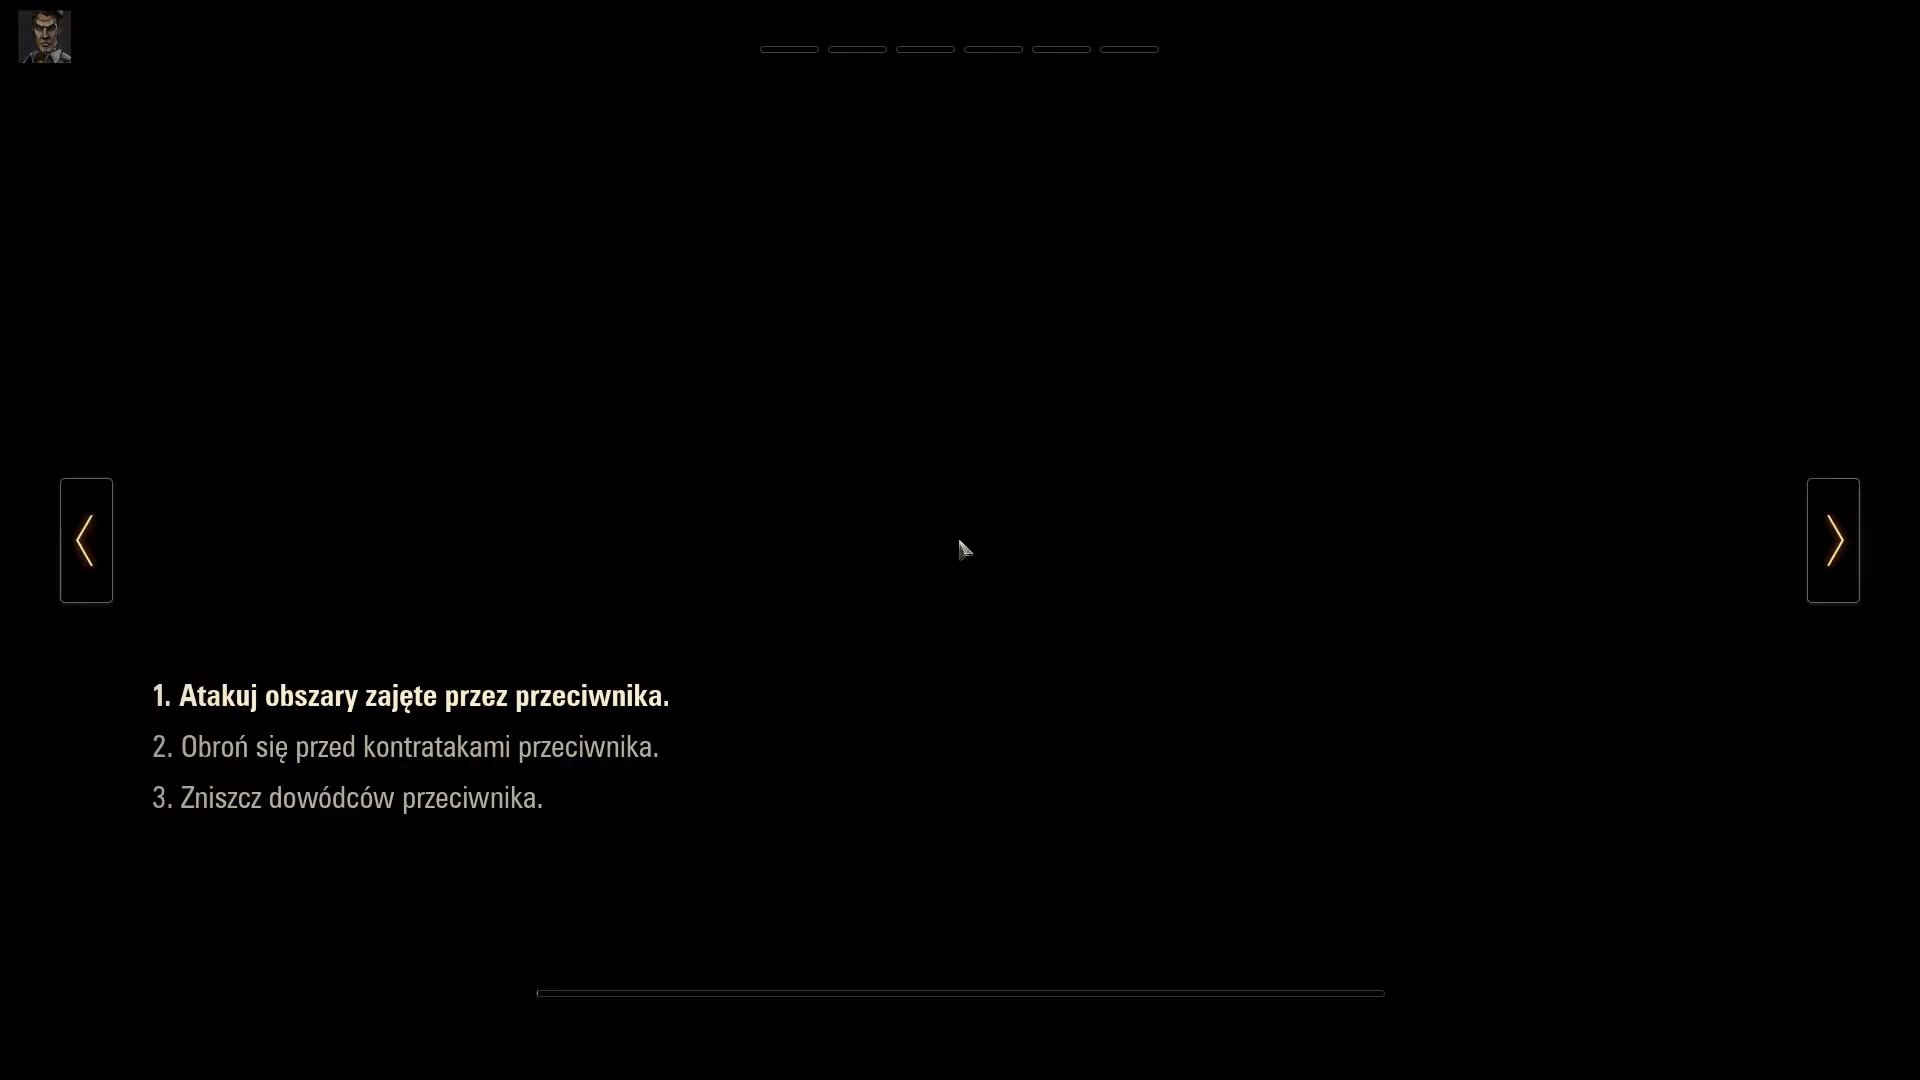 1. Atakuj obszary zajęte przez przeciwnika.
2. Obroń się przed kontratakami przeciwnika.
3. Zniszcz dowódców przeciwnika.